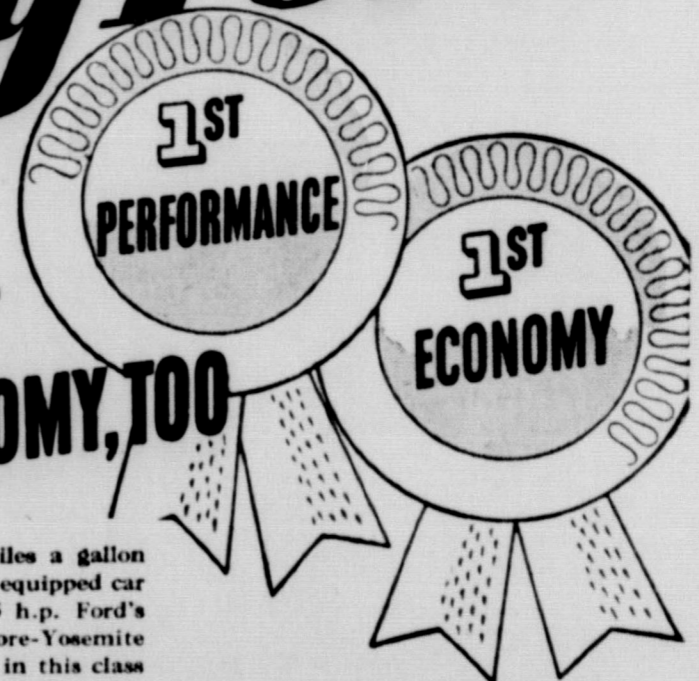 1ST
PERFORMANCE
1ST
ECONOMY
OMY, TOO
iles a gallon
equipped car
h.p. Ford's
ore-Yosemite
in this class